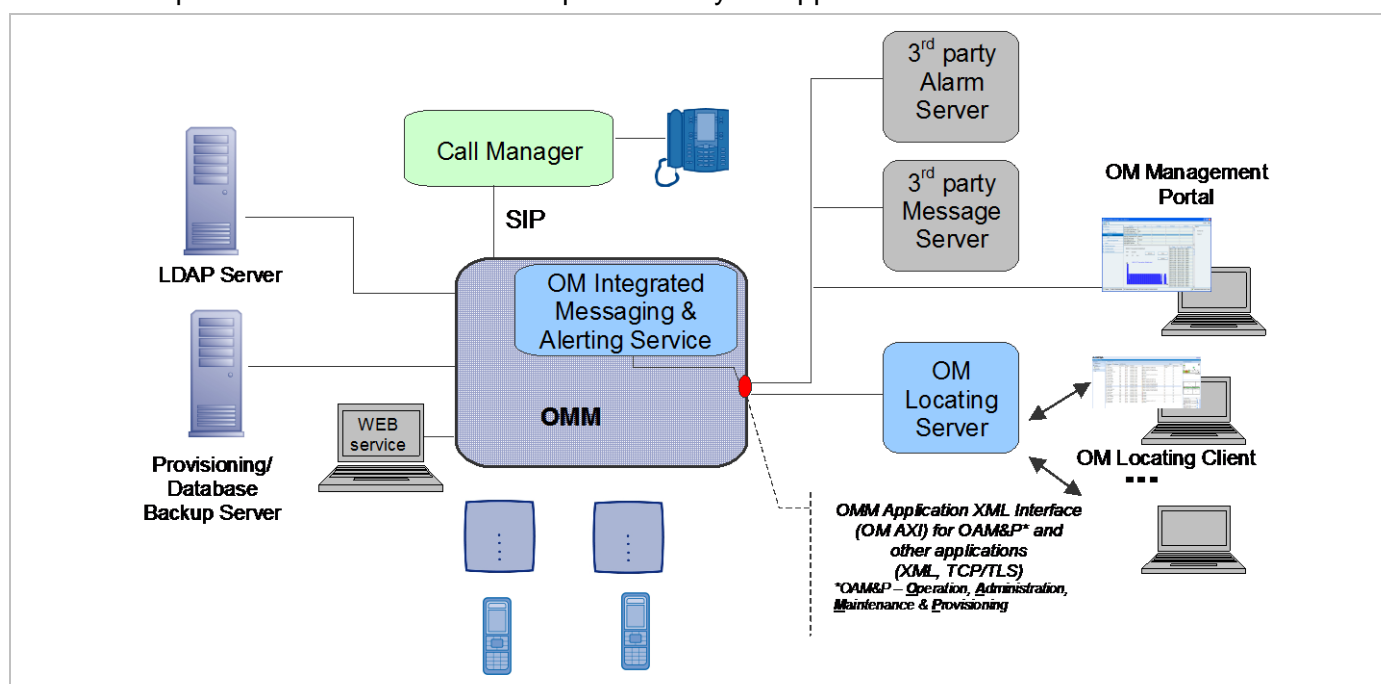 3rd party
Alarm
Server
Call Manager
3rd party
Message
Server
OM Management
Portal
SIP
LDAP Server
OM Integrated
Messaging &
Alerting Service
OM
Locating
Server
OMM
WEB
service
Provisioning/
Database
Backup Server
OM Locating Client
OMM Application XML Interface
(OM AXI) for OAM&P* and
other applications
(XML, TCP/TLS)
*OAM&P – Operation, Administration,
Maintenance & Provisioning